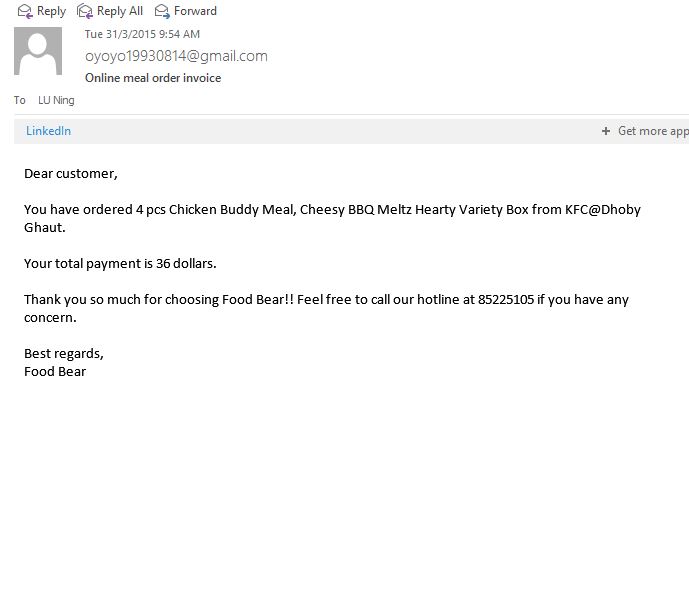 Reply Reply All Forward
Tue 31/3/2015 9:54 AM
oyoyo19930814@gmail.com
Online meal order invoice
To LU Ning
LinkedIn + Get more app
Dear customer,
You have ordered 4 pcs Chicken Buddy Meal, Cheesy BBQ Meltz Hearty Variety Box from KFC@Dhoby
Ghaut.
Your total payment is 36 dollars.
Thank you so much for choosing Food Bear!! Feel free to call our hotline at 85225105 if you have any
concern.
Best regards,
Food Bear